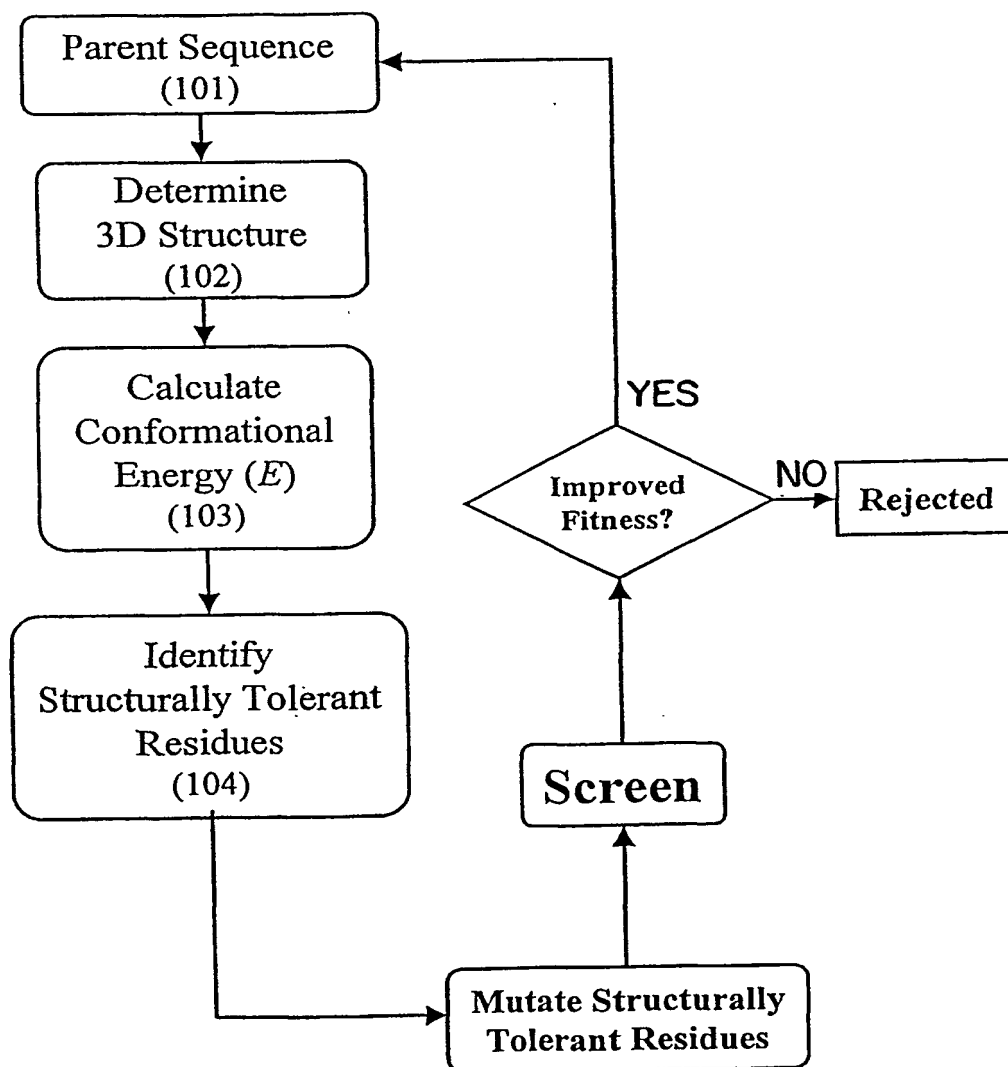 Parent Sequence
(101)
Determine
3D Structure
(102)
Calculate
Conformational
Energy (E)
(103)
Identify
Structurally Tolerant
Residues
(104)
Mutate Structurally
Tolerant Residues
Screen
Improved
Fitness?
YES
NO
Rejected